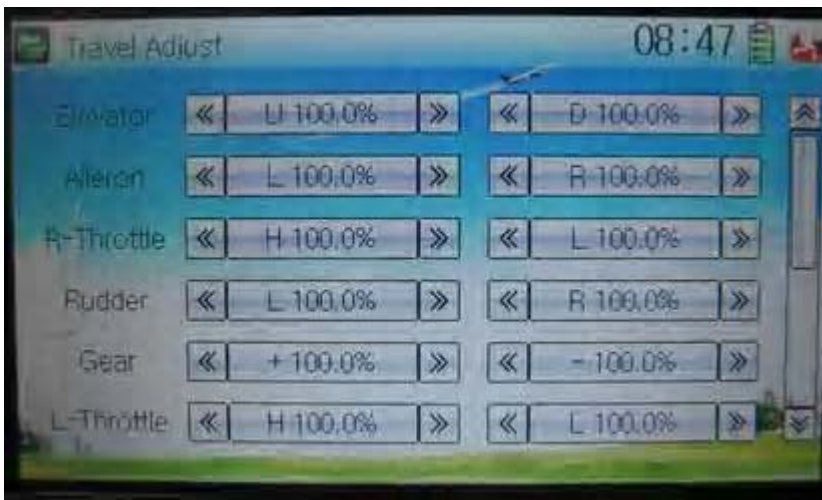 Travel Adjust 08:47
Elevator « U 100.0% » « D 100.0% »
Aileron « L 100.0% » « R 100.0% »
R-Throttle « H 100.0% » « L 100.0% »
Rudder « L 100.0% » « R 100.0% »
Gear « + 100.0% » « - 100.0% »
L-Throttle « H 100.0% » « L 100.0% »